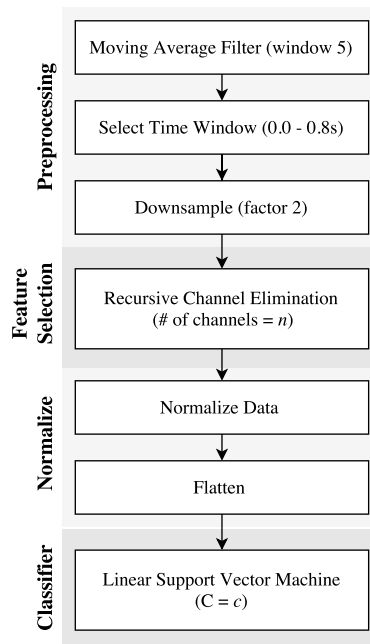 Preprocessing
Moving Average Filter (window 5)
Select Time Window (0.0 - 0.8s)
Downsample (factor 2)
Feature
Selection
Recursive Channel Elimination
(# of channels = n)
Normalize
Normalize Data
Flatten
Classifier
Linear Support Vector Machine
(C = c)